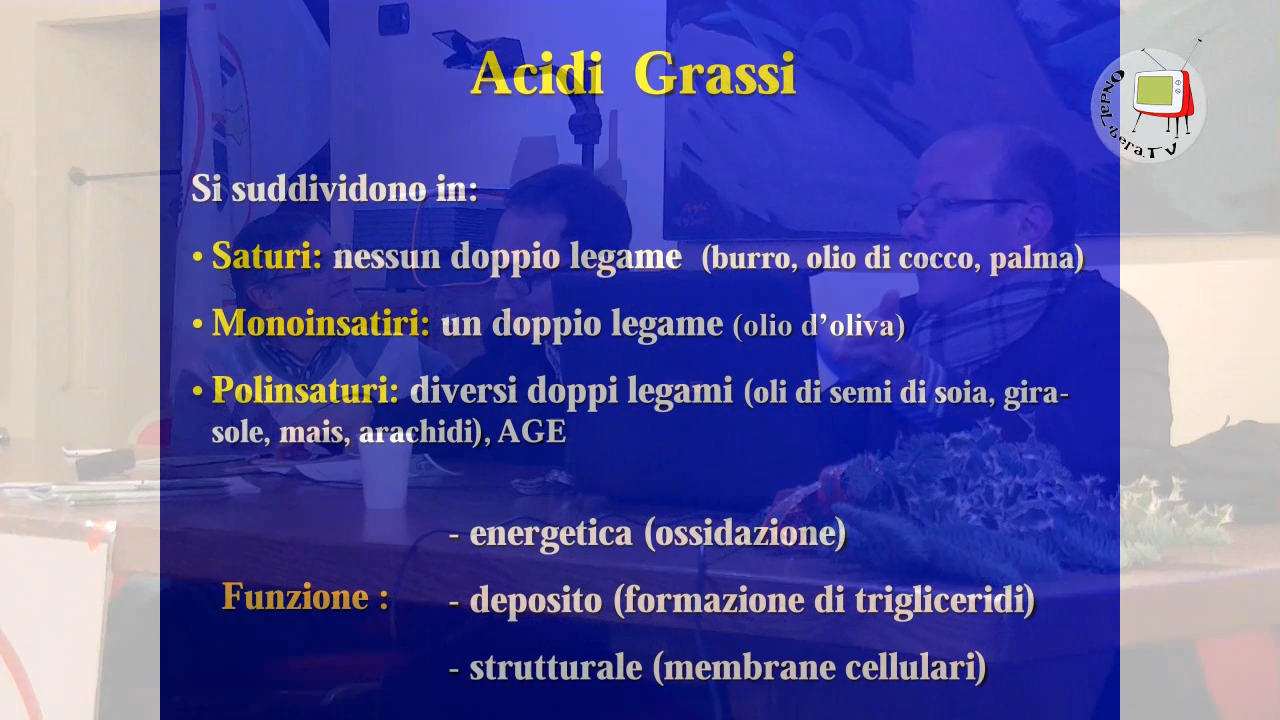 Acidi Grassi
Si suddividono in:
• Saturi: nessun doppio legame (burro, olio di cocco, palma)
• Monoinsatiri: un doppio legame (olio d’oliva)
• Polinsaturi: diversi doppi legami (oli di semi di soia, gira-
sole, mais, arachidi), AGE
- energetica (ossidazione)
Funzione :
- deposito (formazione di trigliceridi)
- strutturale (membrane cellulari)
OndaLiberaTV